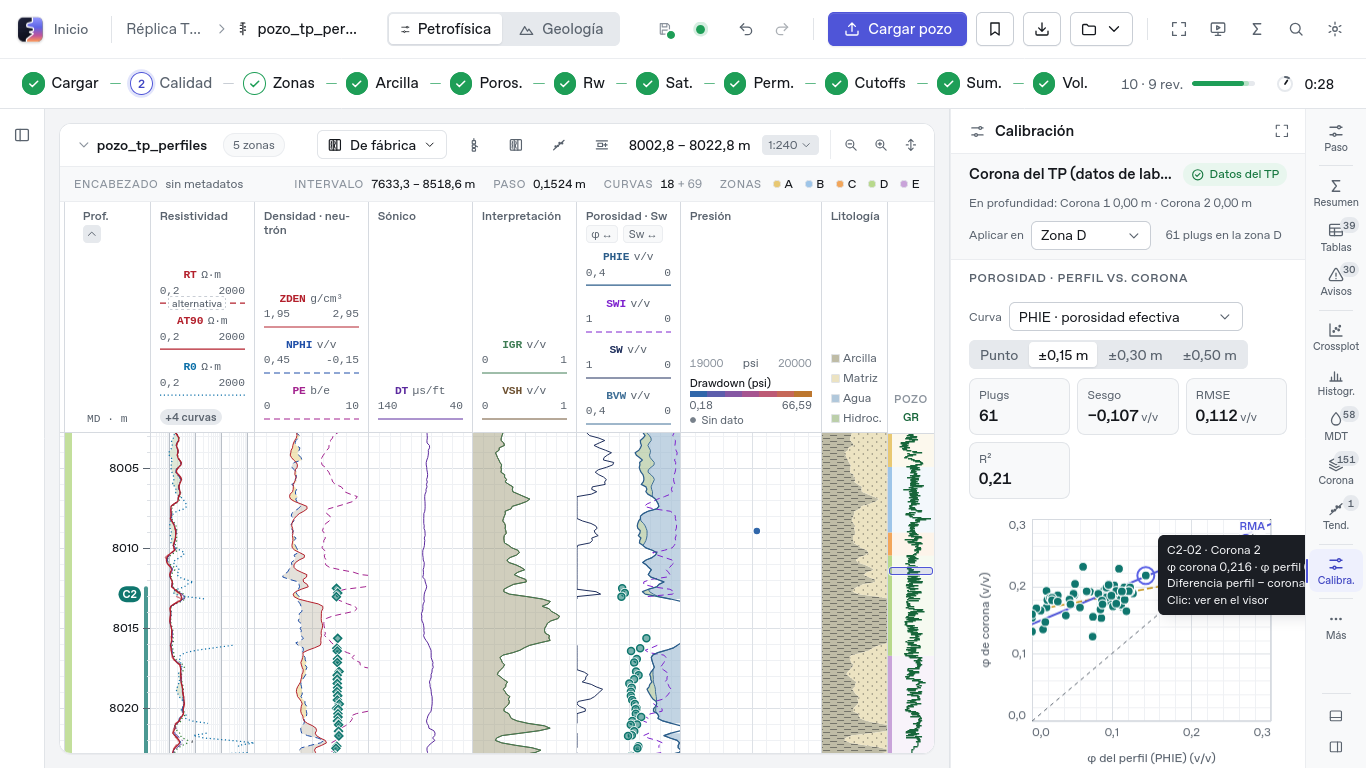 Inicio
Réplica T...
pozo_tp_per...
Petrofísica
Geología
Cargar pozo
Cargar
2
Calidad
Zonas
Arcilla
Poros.
Rw
Sat.
Perm.
Cutoffs
Sum.
Vol.
10 · 9 rev.
0:28
pozo_tp_perfiles
5 zonas
De fábrica
8002,8 – 8022,8 m
1:240
ENCABEZADO sin metadatos
INTERVALO 7633,3 – 8518,6 m
PASO 0,1524 m
CURVAS 18 + 69
ZONAS A B C D E
Prof.
MD · m
Resistividad
RT Ω·m
0,2 2000
alternativa
AT90 Ω·m
0,2 2000
R0 Ω·m
0,2 2000
+4 curvas
Densidad · neu-
trón
ZDEN g/cm³
1,95 2,95
NPHI v/v
0,45 -0,15
PE b/e
0 10
Sónico
DT µs/ft
140 40
Interpretación
IGR v/v
0 1
VSH v/v
0 1
Porosidad · Sw
φ ↔ Sw ↔
PHIE v/v
0,4 0
SWI v/v
1 0
SW v/v
1 0
BVW v/v
0,4 0
Presión
19000 psi 20000
Drawdown (psi)
0,18 66,59
Sin dato
Litología
Arcilla
Matriz
Agua
Hidroc.
POZO
GR
8005
8010
C2
8015
8020
Calibración
Corona del TP (datos de lab...
Datos del TP
En profundidad: Corona 1 0,00 m · Corona 2 0,00 m
Aplicar en
Zona D
61 plugs en la zona D
POROSIDAD · PERFIL VS. CORONA
Curva
PHIE · porosidad efectiva
Punto
±0,15 m
±0,30 m
±0,50 m
Plugs
61
Sesgo
−0,107 v/v
RMSE
0,112 v/v
R²
0,21
RMA
C2-02 · Corona 2
φ corona 0,216 · φ perfil
Diferencia perfil − corona
Clic: ver en el visor
φ de corona (v/v)
0,3
0,2
0,1
0,0
0,0 0,1 0,2 0,3
φ del perfil (PHIE) (v/v)
Paso
Resumen
39
Tablas
30
Avisos
Crossplot
Histogr.
58
MDT
151
Corona
1
Tend.
Calibra.
Más